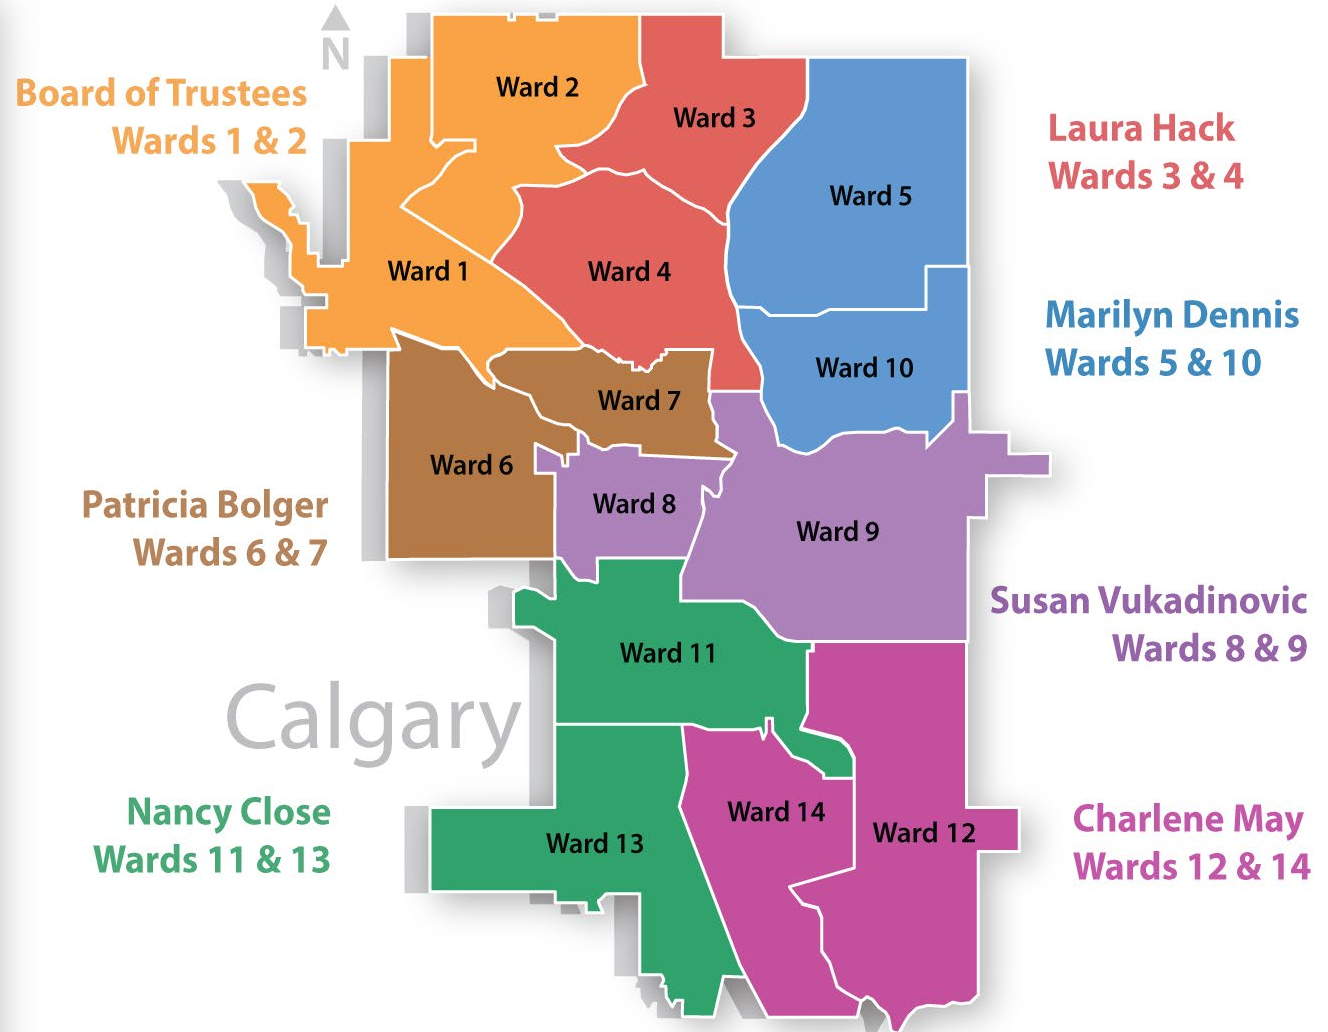 N
Board of Trustees
Wards 1 & 2
Ward 2
Ward 3
Laura Hack
Wards 3 & 4
Ward 5
Ward 1
Ward 4
Marilyn Dennis
Wards 5 & 10
Ward 10
Ward 7
Ward 6
Patricia Bolger
Wards 6 & 7
Ward 8
Ward 9
Susan Vukadinovic
Wards 8 & 9
Ward 11
Calgary
Nancy Close
Wards 11 & 13
Ward 13
Ward 14
Ward 12
Charlene May
Wards 12 & 14